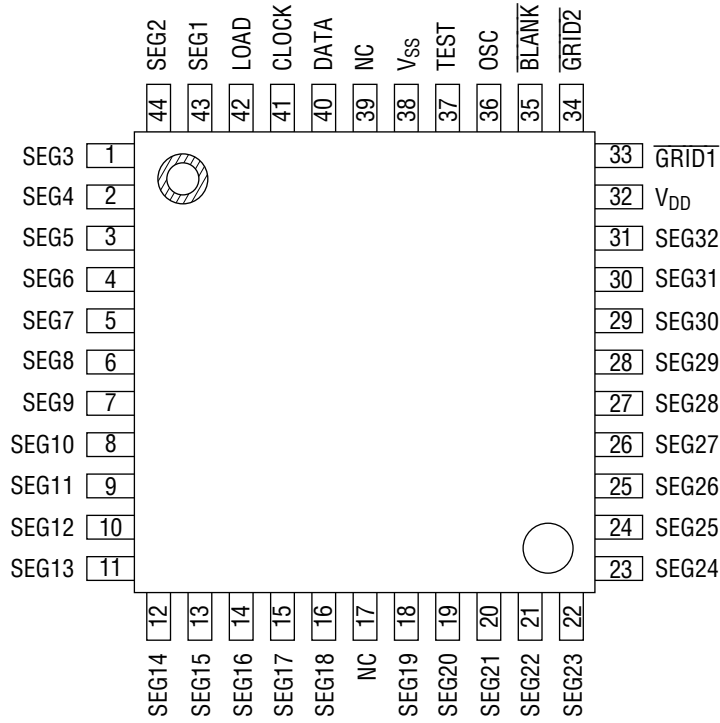 SEG2 SEG1 LOAD CLOCK DATA NC VSS TEST OSC BLANK GRID2
44 43 42 41 40 39 38 37 36 35 34
SEG3 1 33 GRID1
SEG4 2 32 VDD
SEG5 3 31 SEG32
SEG6 4 30 SEG31
SEG7 5 29 SEG30
SEG8 6 28 SEG29
SEG9 7 27 SEG28
SEG10 8 26 SEG27
SEG11 9 25 SEG26
SEG12 10 24 SEG25
SEG13 11 23 SEG24
12 13 14 15 16 17 18 19 20 21 22
SEG14 SEG15 SEG16 SEG17 SEG18 NC SEG19 SEG20 SEG21 SEG22 SEG23